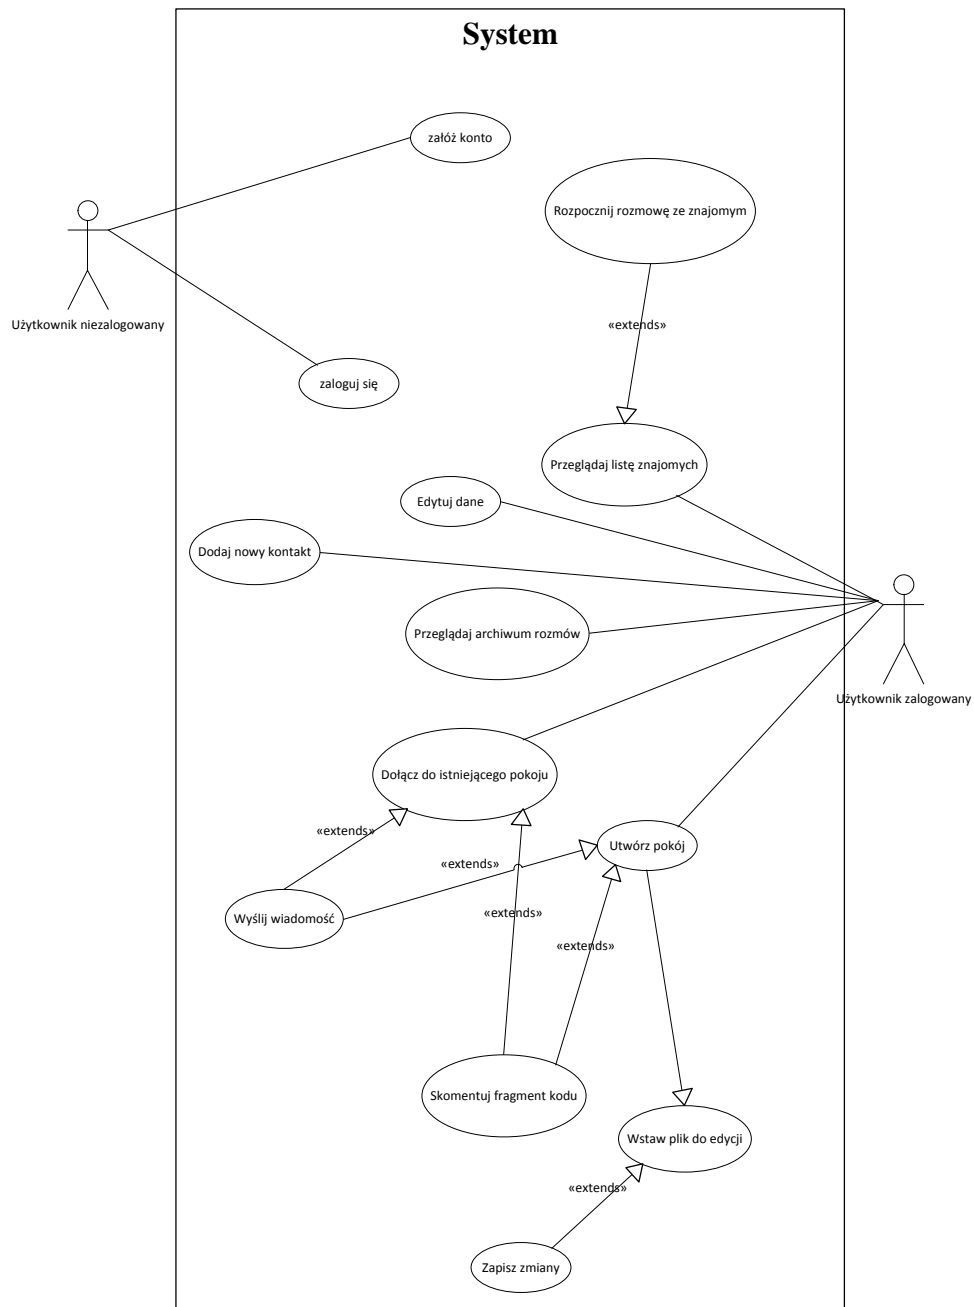 System
załóż konto
Rozpocznij rozmowę ze znajomym
Użytkownik niezalogowany
«extends»
zaloguj się
Przeglądaj listę znajomych
Edytuj dane
Dodaj nowy kontakt
Przeglądaj archiwum rozmów
Użytkownik zalogowany
Dołącz do istniejącego pokoju
«extends»
Utwórz pokój
«extends»
Wyślij wiadomość
«extends»
«extends»
Skomentuj fragment kodu
Wstaw plik do edycji
«extends»
Zapisz zmiany